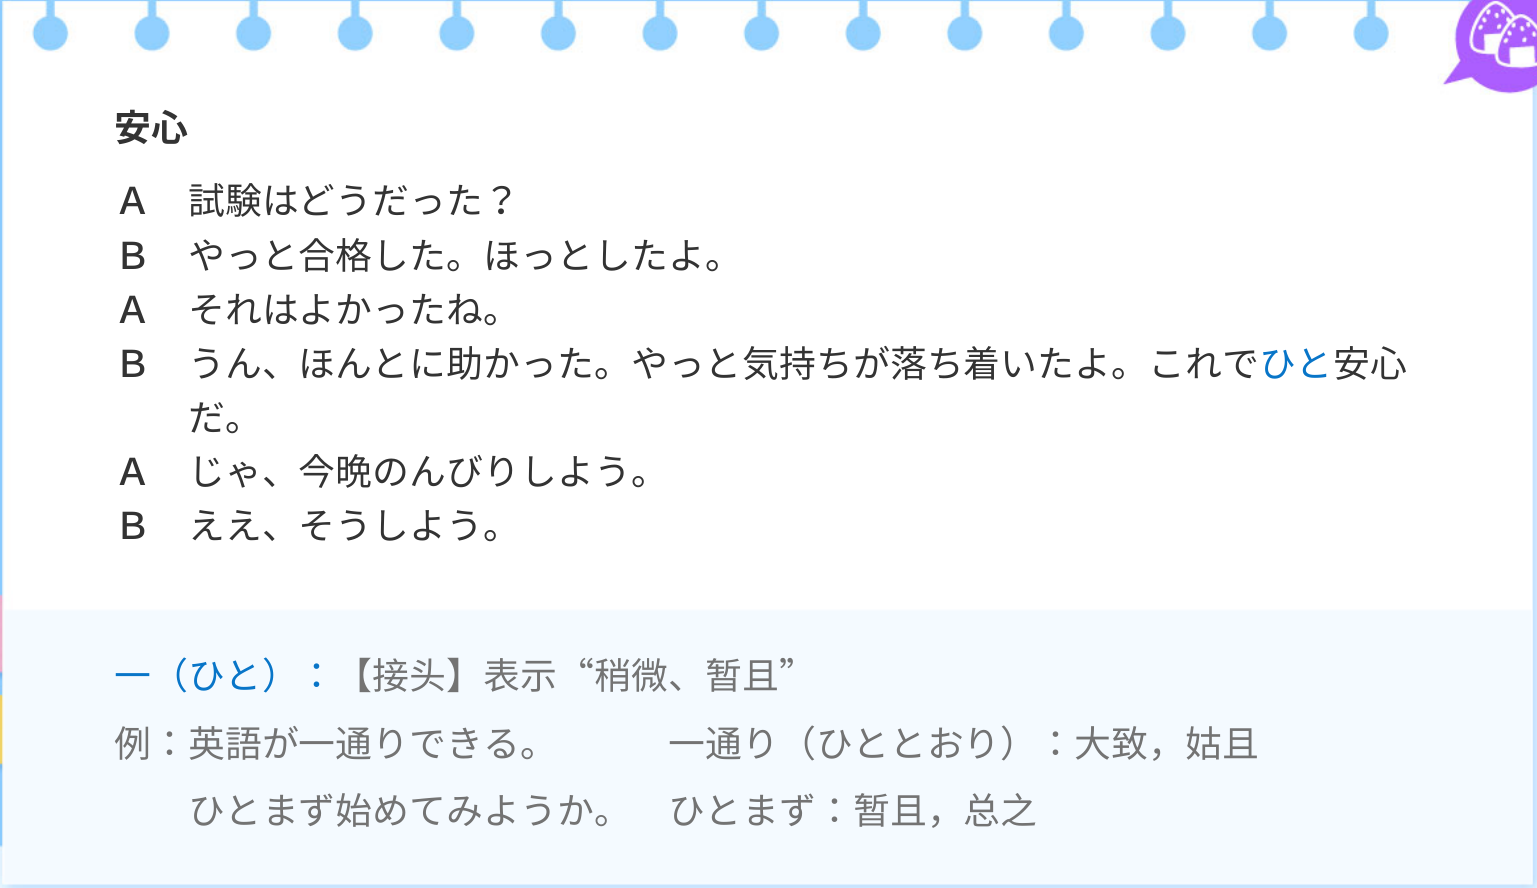 安心
A 試験はどうだった？
B やっと合格した。ほっとしたよ。
A それはよかったね。
B うん、ほんとに助かった。やっと気持ちが落ち着いたよ。これでひと安心
だ。
A じゃ、今晩のんびりしよう。
B ええ、そうしよう。
一（ひと）：【接头】表示“稍微、暂且”
例：英語が一通りできる。 一通り（ひととおり）：大致，姑且
ひとまず始めてみようか。 ひとまず：暂且，总之